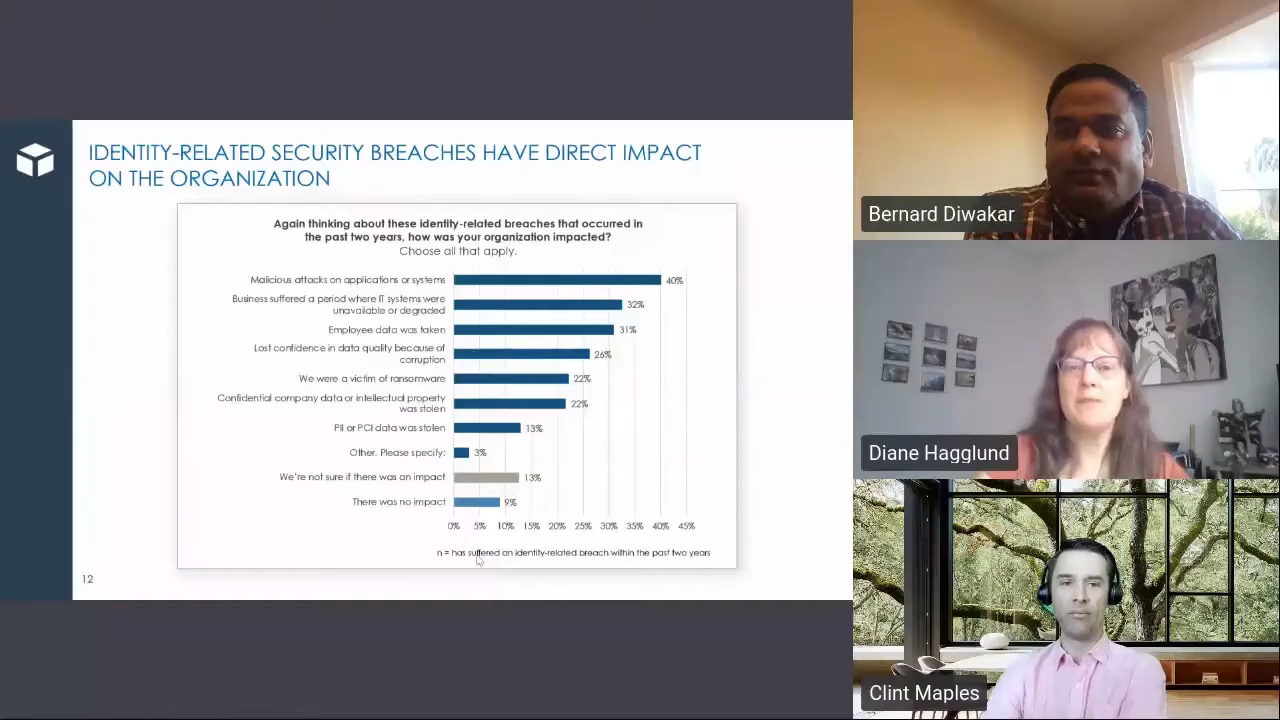 IDENTITY-RELATED SECURITY BREACHES HAVE DIRECT IMPACT
ON THE ORGANIZATION
Again thinking about these identity-related breaches that occurred in
the past two years, how was your organization impacted?
Choose all that apply.
Malicious attacks on applications or systems
40%
Business suffered a period where IT systems were
unavailable or degraded
32%
Employee data was taken
31%
Lost confidence in data quality because of
corruption
26%
We were a victim of ransomware
22%
Confidential company data or intellectual property
was stolen
22%
PII or PCI data was stolen
13%
Other. Please specify:
3%
We're not sure if there was an impact
13%
There was no impact
9%
0% 5% 10% 15% 20% 25% 30% 35% 40% 45%
n = has suffered an identity-related breach within the past two years
12
Bernard Diwakar
Diane Hagglund
Clint Maples